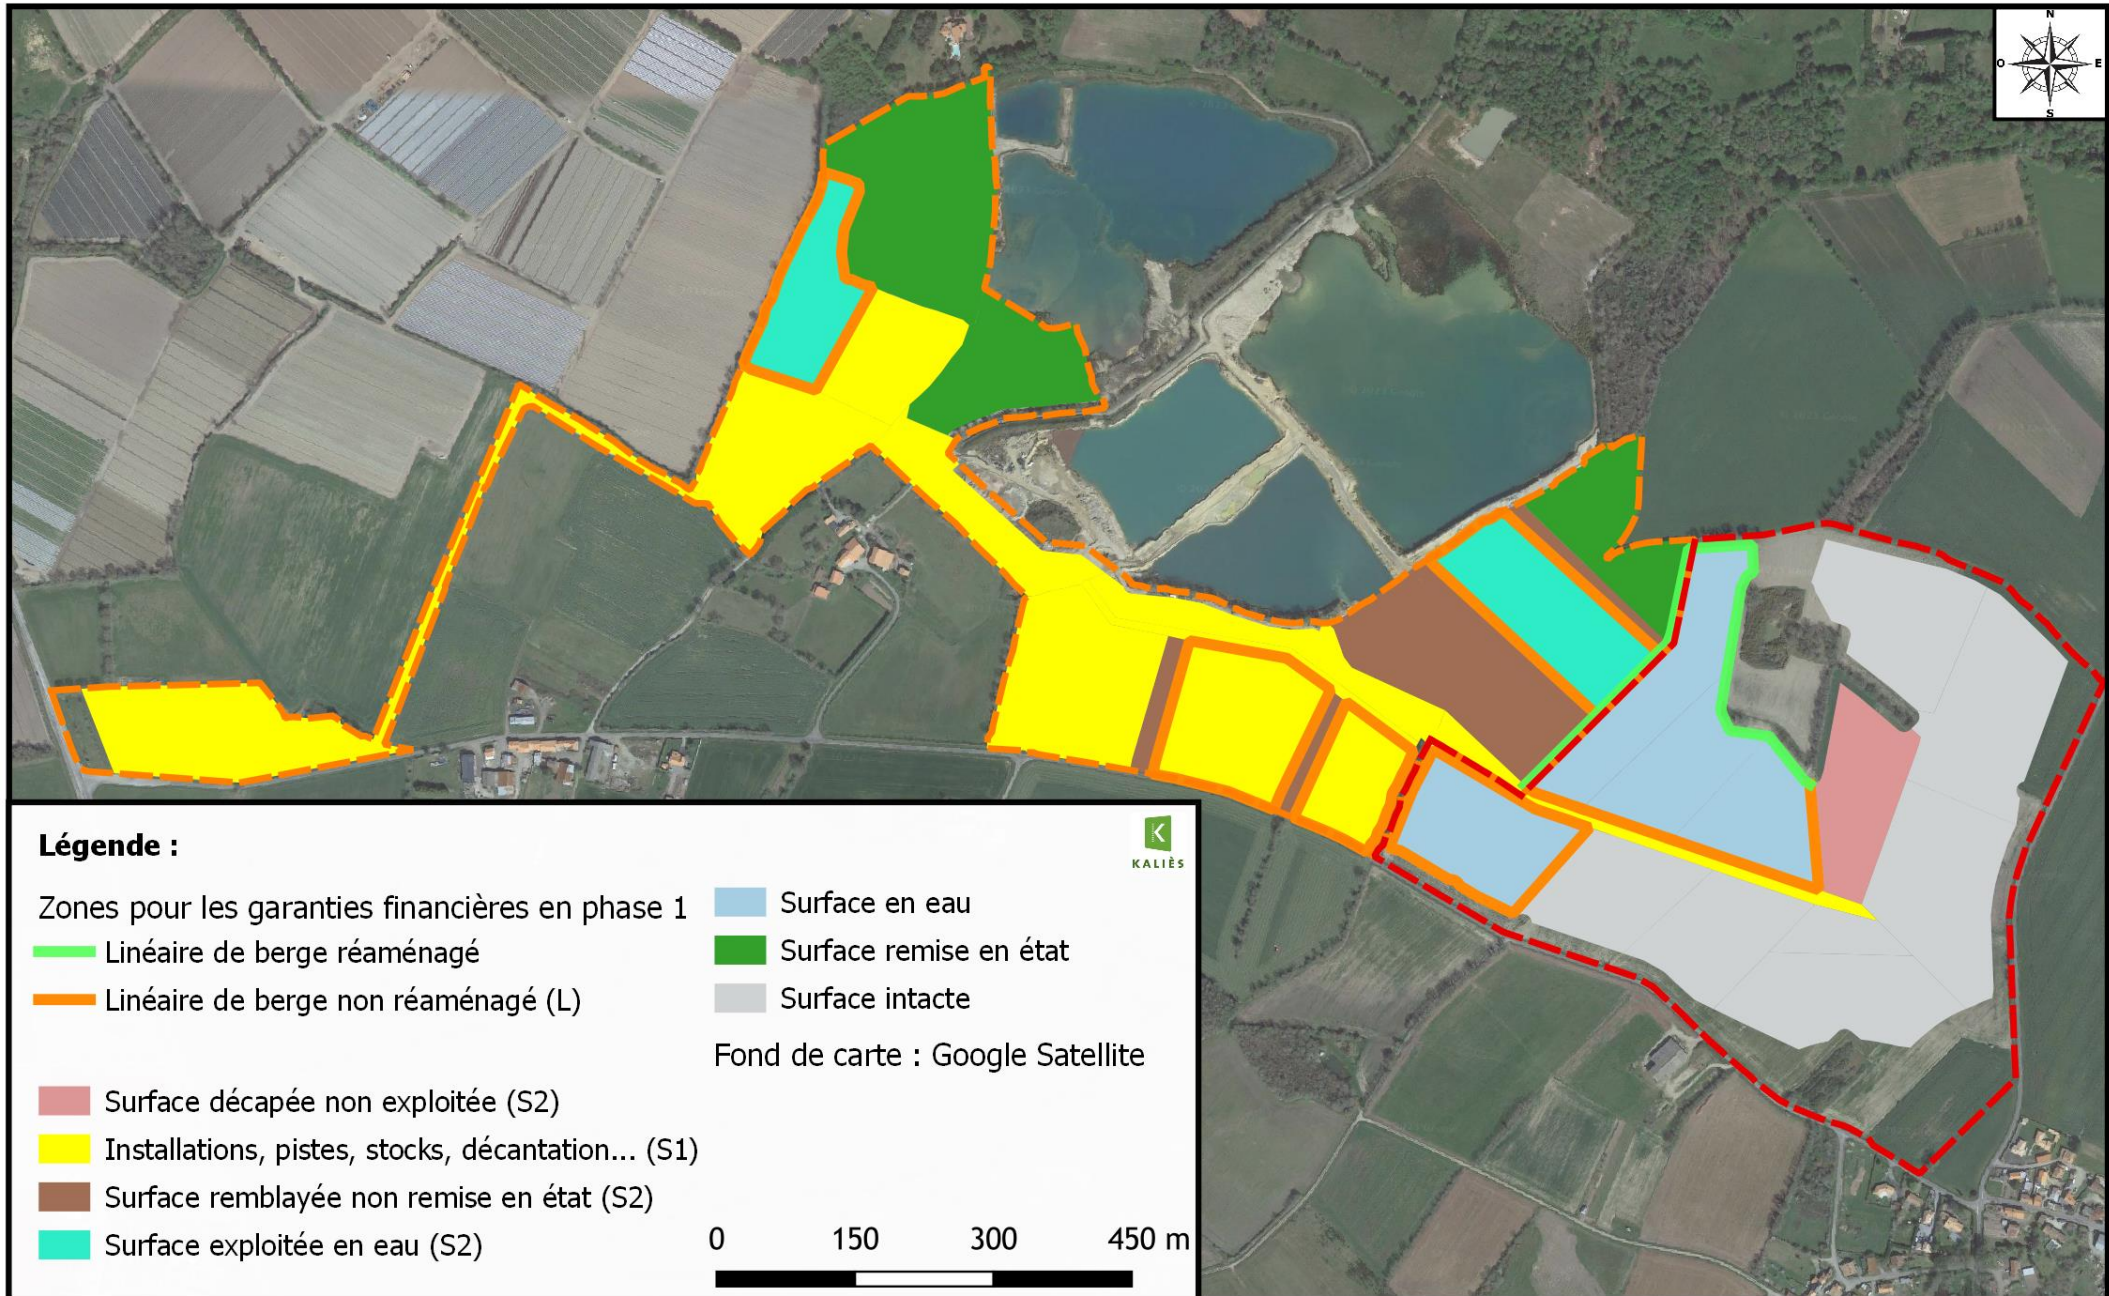 N
O
E
S
Légende :
KALIÈS
Zones pour les garanties financières en phase 1
Linéaire de berge réaménagé
Linéaire de berge non réaménagé (L)
Surface décapée non exploitée (S2)
Installations, pistes, stocks, décantation... (S1)
Surface remblayée non remise en état (S2)
Surface exploitée en eau (S2)
Surface en eau
Surface remise en état
Surface intacte
Fond de carte : Google Satellite
0 150 300 450 m